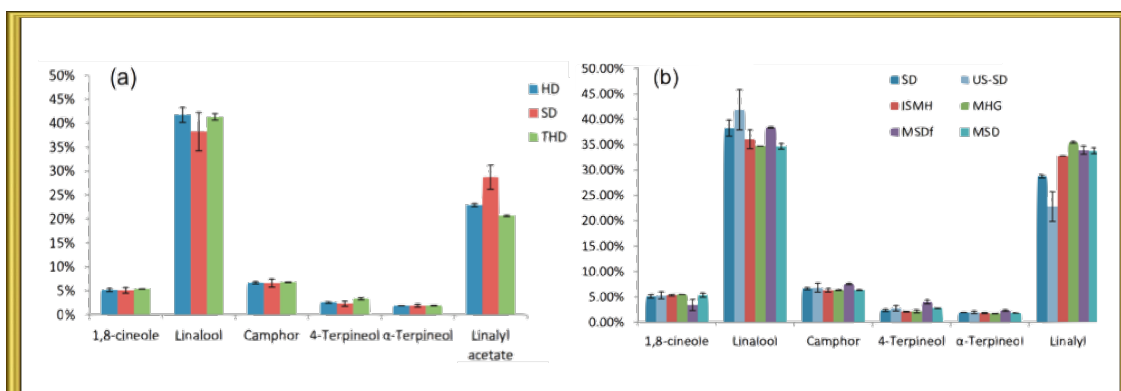 (a)
50%
45%
40%
35%
30%
25%
20%
15%
10%
5%
0%
HD
SD
THD
1,8-cineole Linalool Camphor 4-Terpineol α-Terpineol Linalyl
acetate
(b)
50.00%
45.00%
40.00%
35.00%
30.00%
25.00%
20.00%
15.00%
10.00%
5.00%
0.00%
SD US-SD
ISMH MHG
MSDf MSD
1,8-cineole Linalool Camphor 4-Terpineol α-Terpineol Linalyl